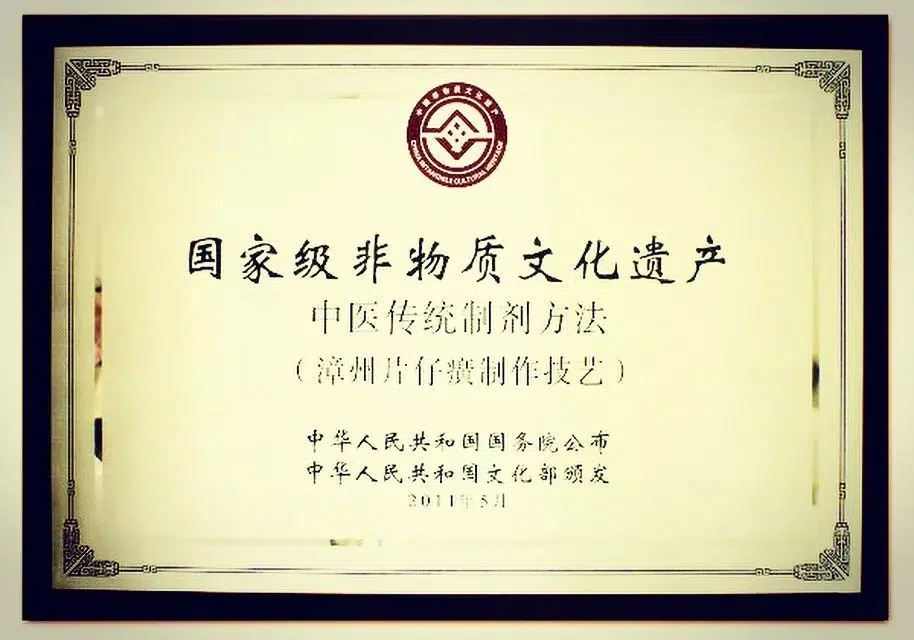 中国非物质文化遗产
CHINA INTANGIBLE CULTURAL HERITAGE
国家级非物质文化遗产
中医传统制剂方法
（漳州片仔癀制作技艺）
中华人民共和国国务院公布
中华人民共和国文化部颁发
2011年5月